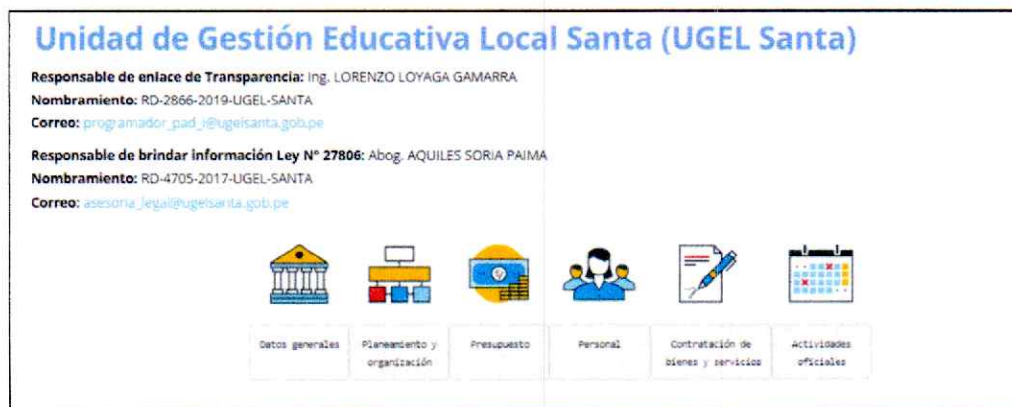 Unidad de Gestión Educativa Local Santa (UGEL Santa)
Responsable de enlace de Transparencia: Ing. LORENZO LOYAGA GAMARRA
Nombramiento: RD-2866-2019-UGEL-SANTA
Correo: programador_pad_i@ugelsanta.gob.pe
Responsable de brindar información Ley N° 27806: Abog. AQUILES SORIA PAIMA
Nombramiento: RD-4705-2017-UGEL-SANTA
Correo: asesoria_legal@ugelsanta.gob.pe
Datos generales
Planeamiento y
organización
Presupuesto
Personal
Contratación de
bienes y servicios
Actividades
oficiales